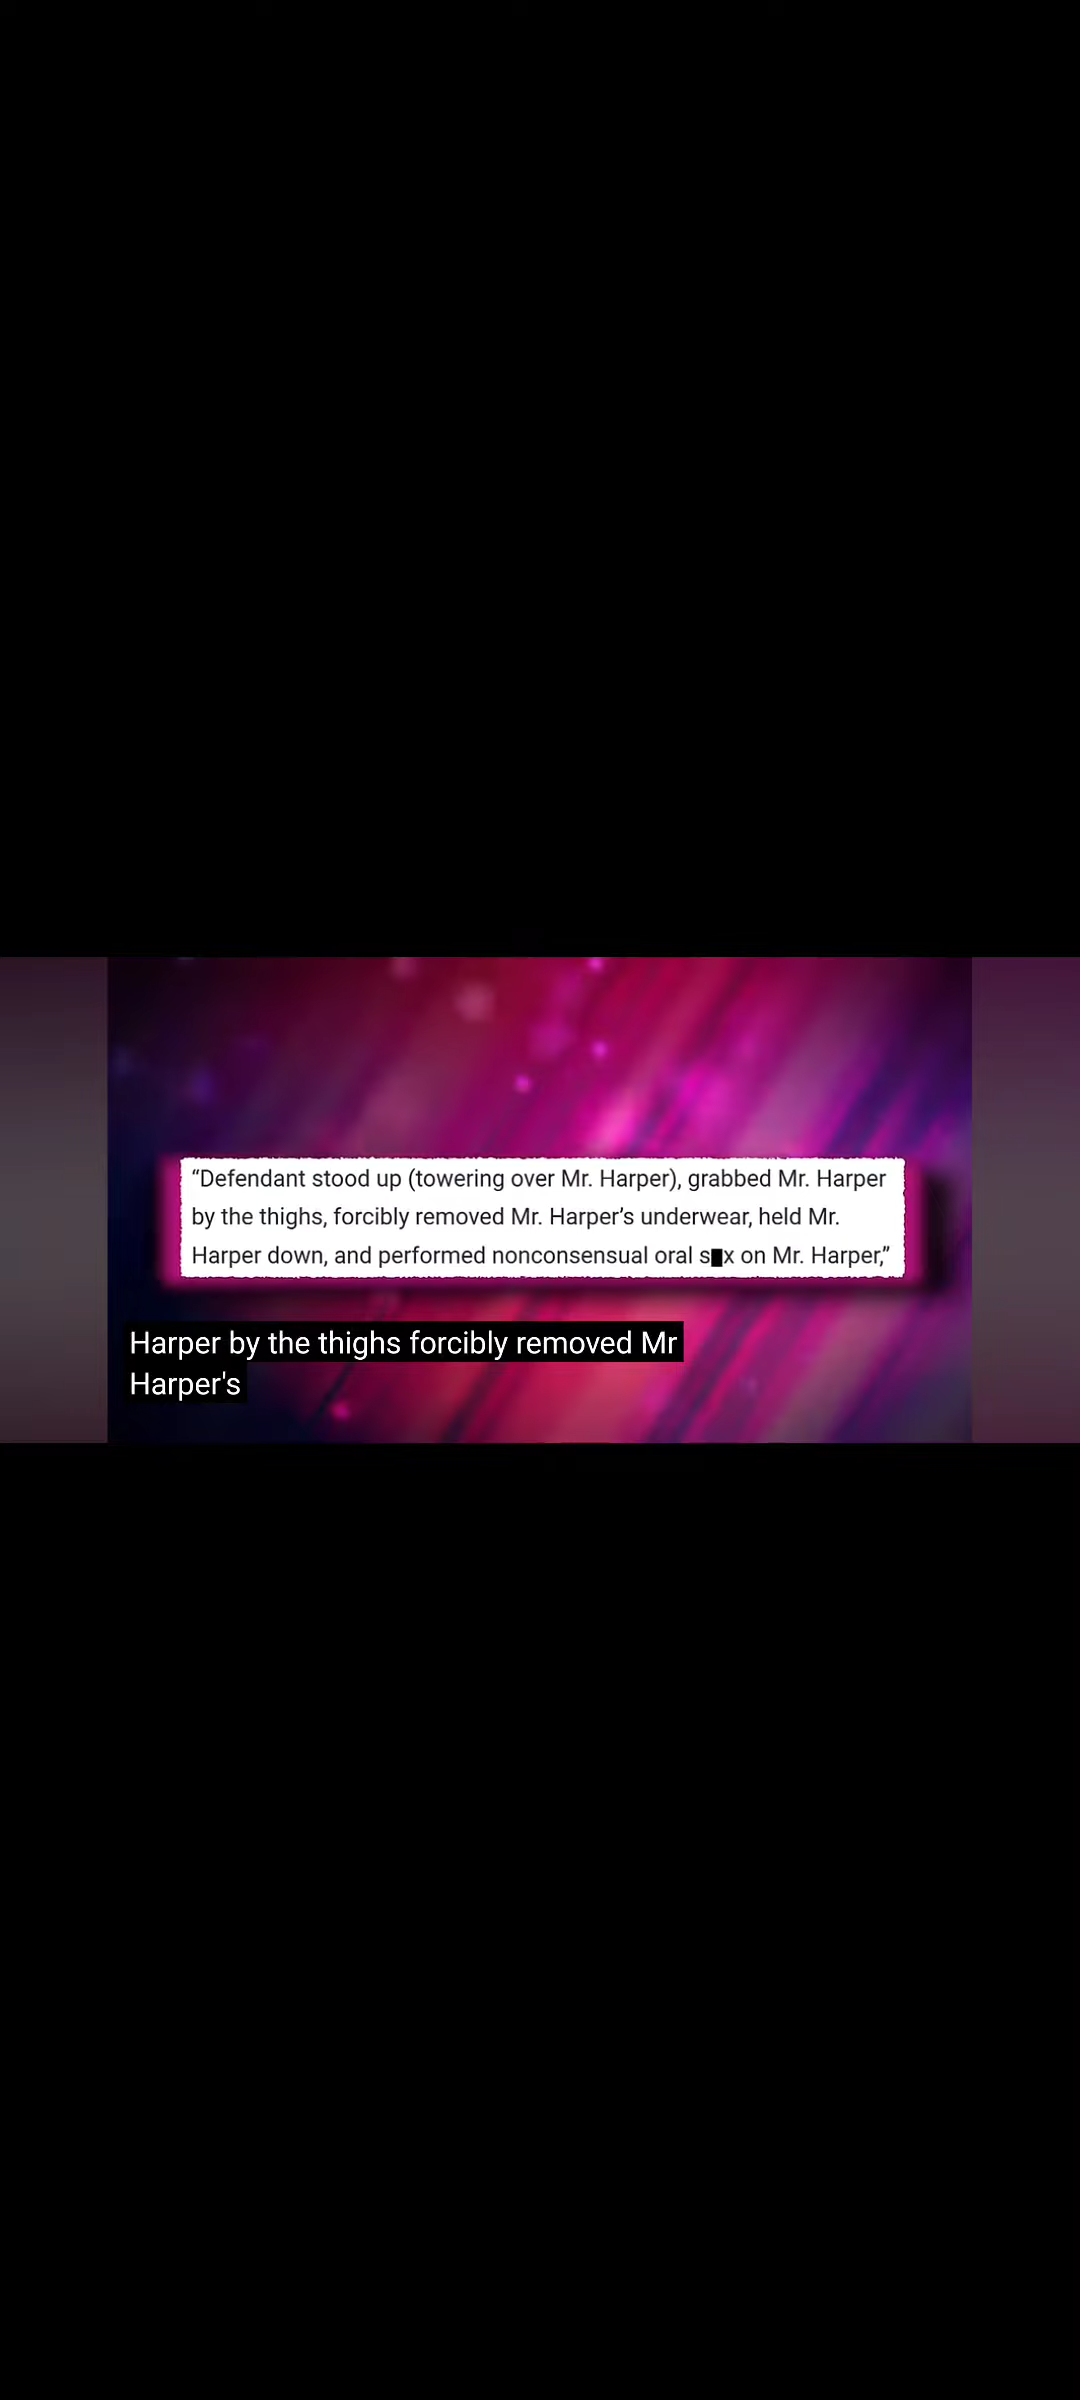 “Defendant stood up (towering over Mr. Harper), grabbed Mr. Harper
by the thighs, forcibly removed Mr. Harper’s underwear, held Mr.
Harper down, and performed nonconsensual oral s█x on Mr. Harper,”
Harper by the thighs forcibly removed Mr
Harper's